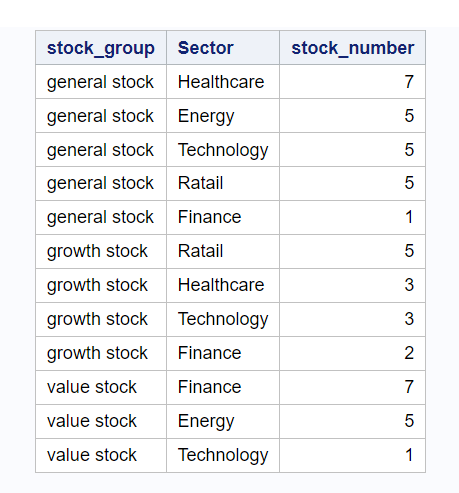 stock_group Sector stock_number
general stock Healthcare 7
general stock Energy 5
general stock Technology 5
general stock Ratail 5
general stock Finance 1
growth stock Ratail 5
growth stock Healthcare 3
growth stock Technology 3
growth stock Finance 2
value stock Finance 7
value stock Energy 5
value stock Technology 1